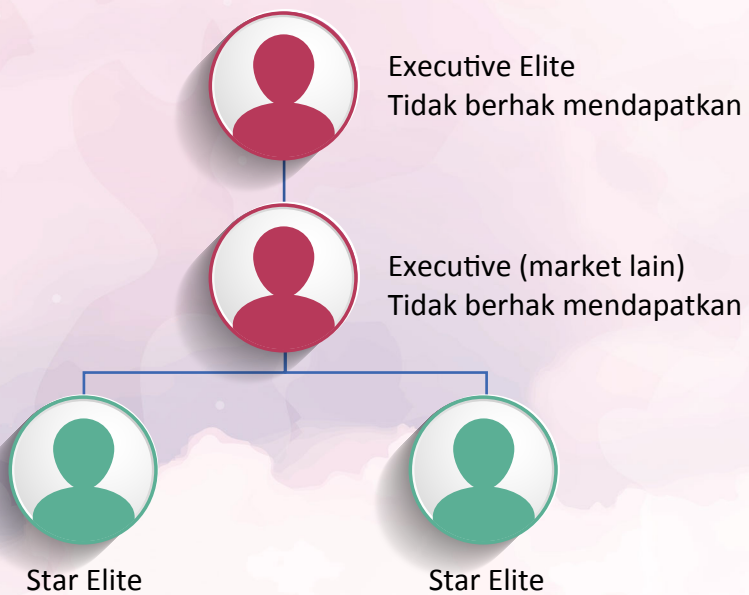 Executive Elite
Tidak berhak mendapatkan
Executive (market lain)
Tidak berhak mendapatkan
Star Elite
Star Elite